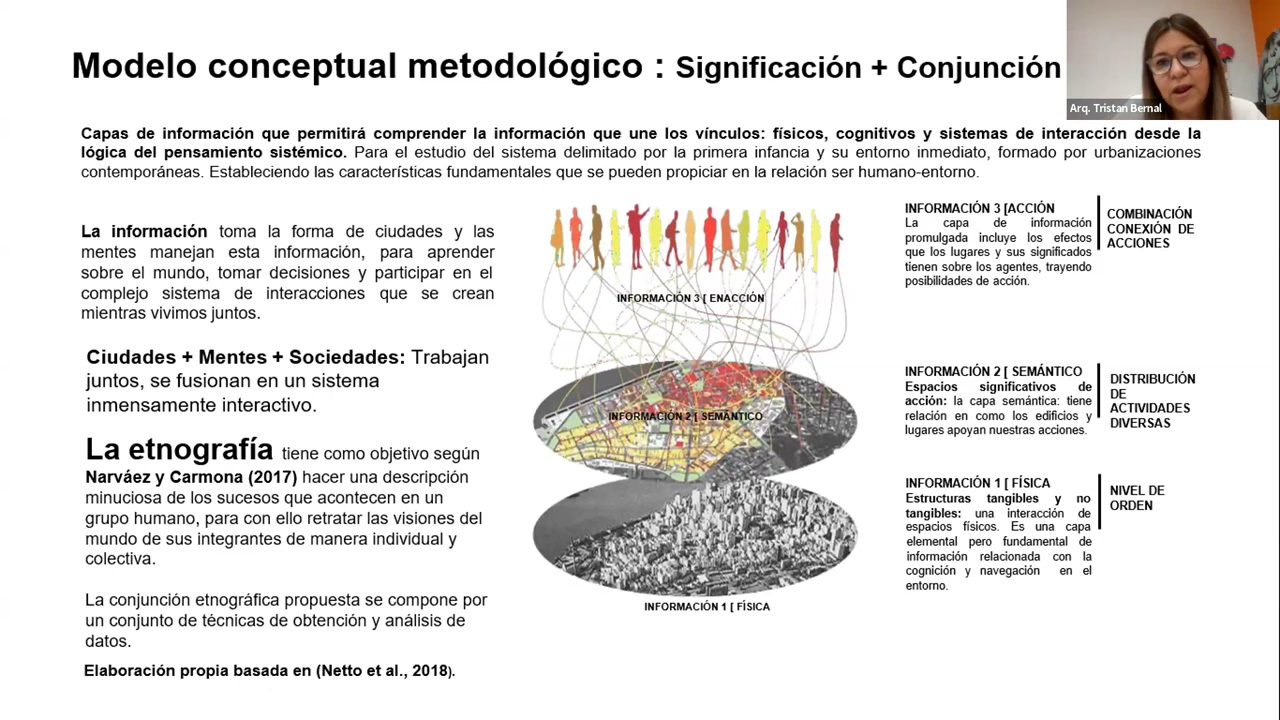 Modelo conceptual metodológico : Significación + Conjunción
Arq. Tristan Bernal
Capas de información que permitirá comprender la información que une los vínculos: físicos, cognitivos y sistemas de interacción desde la
lógica del pensamiento sistémico. Para el estudio del sistema delimitado por la primera infancia y su entorno inmediato, formado por urbanizaciones
contemporáneas. Estableciendo las características fundamentales que se pueden propiciar en la relación ser humano-entorno.
La información toma la forma de ciudades y las
mentes manejan esta información, para aprender
sobre el mundo, tomar decisiones y participar en el
complejo sistema de interacciones que se crean
mientras vivimos juntos.
Ciudades + Mentes + Sociedades: Trabajan
juntos, se fusionan en un sistema
inmensamente interactivo.
La etnografía tiene como objetivo según
Narváez y Carmona (2017) hacer una descripción
minuciosa de los sucesos que acontecen en un
grupo humano, para con ello retratar las visiones del
mundo de sus integrantes de manera individual y
colectiva.
La conjunción etnográfica propuesta se compone por
un conjunto de técnicas de obtención y análisis de
datos.
Elaboración propia basada en (Netto et al., 2018).
INFORMACIÓN 3 [ ENACCIÓN
INFORMACIÓN 2 [ SEMÁNTICO
INFORMACIÓN 1 [ FÍSICA
INFORMACIÓN 3 [ACCIÓN
La capa de información
promulgada incluye los efectos
que los lugares y sus significados
tienen sobre los agentes, trayendo
posibilidades de acción.
COMBINACIÓN
CONEXIÓN DE
ACCIONES
INFORMACIÓN 2 [ SEMÁNTICO
Espacios significativos de
acción: la capa semántica: tiene
relación en como los edificios y
lugares apoyan nuestras acciones.
DISTRIBUCIÓN
DE
ACTIVIDADES
DIVERSAS
INFORMACIÓN 1 [ FÍSICA
Estructuras tangibles y no
tangibles: una interacción de
espacios físicos. Es una capa
elemental pero fundamental de
información relacionada con la
cognición y navegación en el
entorno.
NIVEL DE
ORDEN